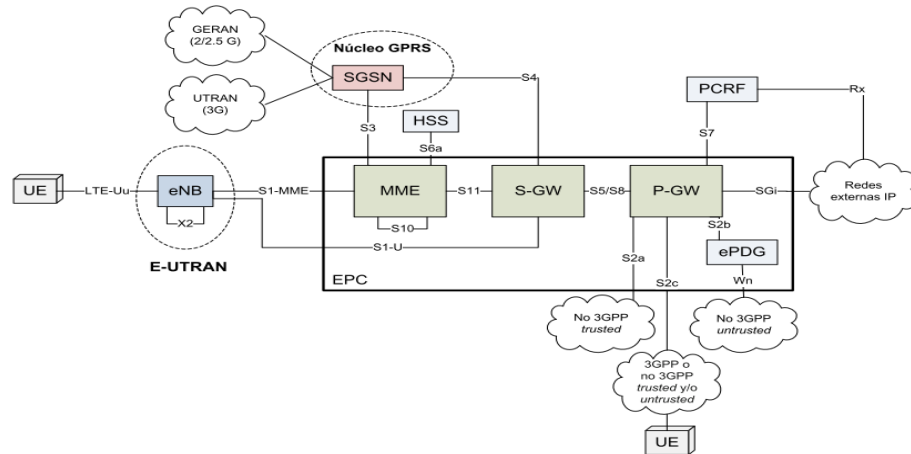 GERAN
(2/2.5 G)
Núcleo GPRS
SGSN
S4
PCRF
Rx
UTRAN
(3G)
HSS
S3
S6a
S7
UE
LTE-Uu
eNB
S1-MME
MME
S11
S-GW
S5/S8
P-GW
SGi
Redes
externas IP
X2
S10
S1-U
S2b
ePDG
E-UTRAN
EPC
S2a
S2c
Wn
No 3GPP
trusted
No 3GPP
untrusted
3GPP o
no 3GPP
trusted y/o
untrusted
UE